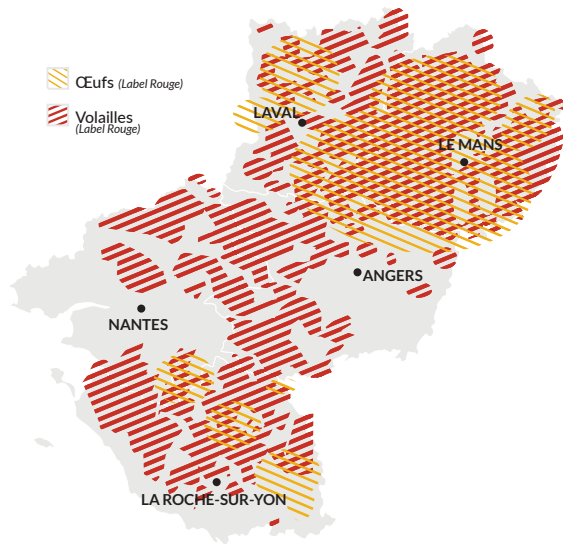 Œufs (Label Rouge)
Volailles
(Label Rouge)
LAVAL
LE MANS
ANGERS
NANTES
LA ROCHE-SUR-YON